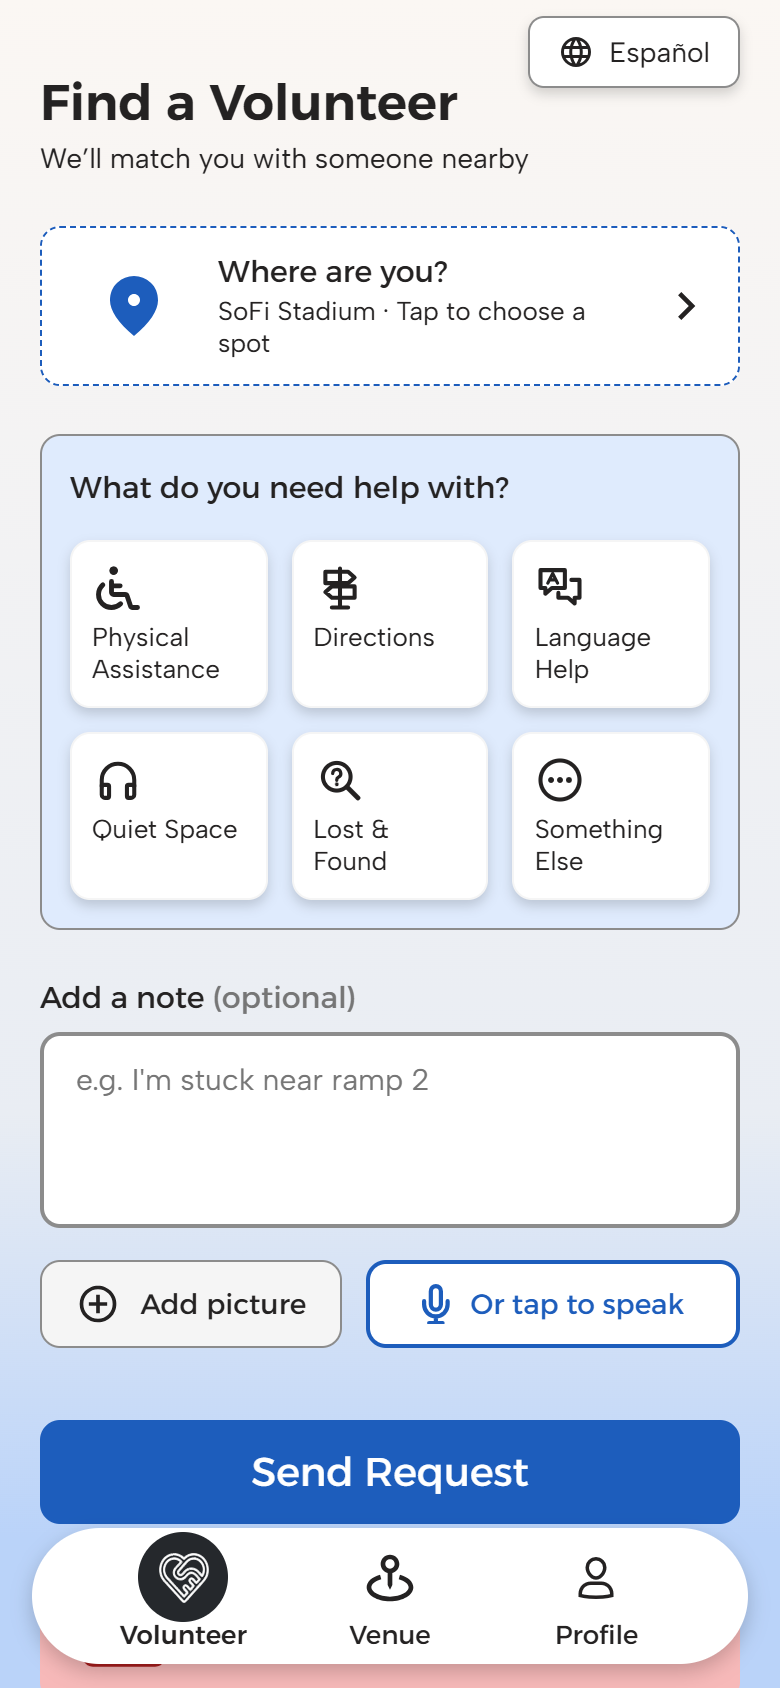 Español
Find a Volunteer
We’ll match you with someone nearby
Where are you?
SoFi Stadium · Tap to choose a
spot
What do you need help with?
Physical
Assistance
Directions
Language
Help
Quiet Space
Lost &
Found
Something
Else
Add a note (optional)
e.g. I'm stuck near ramp 2
Add picture
Or tap to speak
Send Request
Volunteer
Venue
Profile